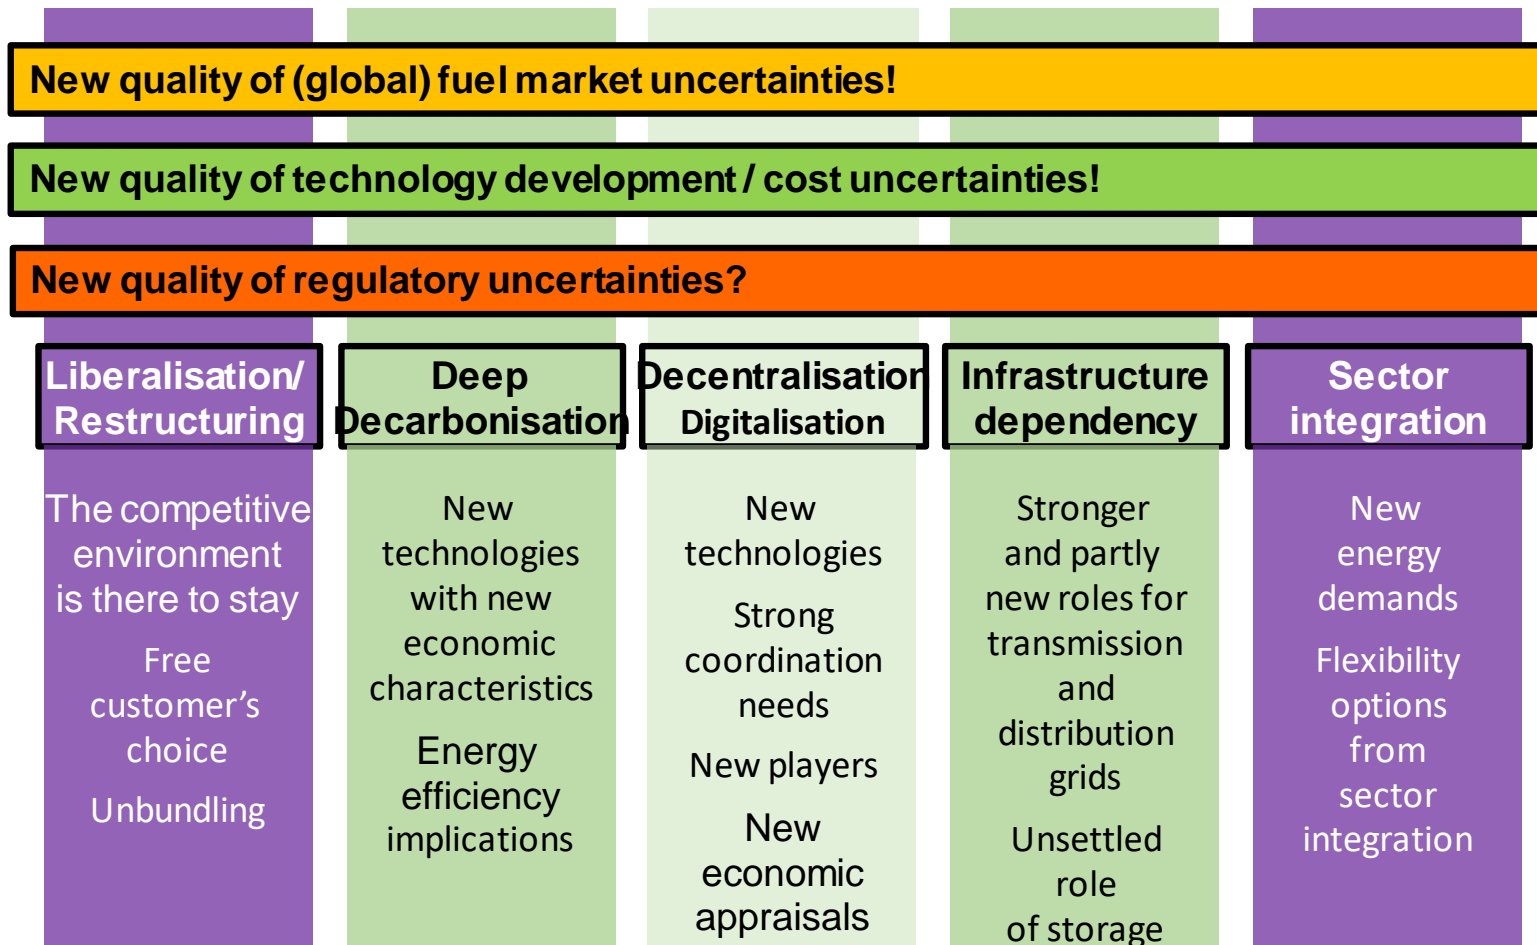 New quality of (global) fuel market uncertainties!
New quality of technology development / cost uncertainties!
New quality of regulatory uncertainties?
Liberalisation/
Restructuring
The competitive
environment
is there to stay
Free
customer’s
choice
Unbundling
Deep
Decarbonisation
New
technologies
with new
economic
characteristics
Energy
efficiency
implications
Decentralisation
Digitalisation
New
technologies
Strong
coordination
needs
New players
New
economic
appraisals
Infrastructure
dependency
Stronger
and partly
new roles for
transmission
and
distribution
grids
Unsettled
role
of storage
Sector
integration
New
energy
demands
Flexibility
options
from
sector
integration